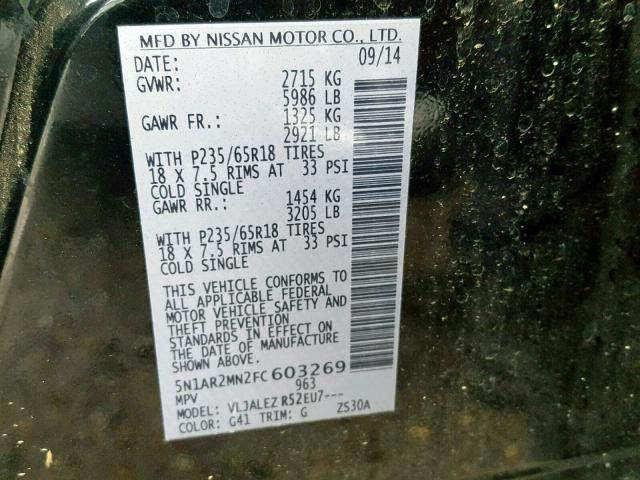 MFD BY NISSAN MOTOR CO., LTD.
DATE: 09/14
GVWR: 2715 KG
5986 LB
GAWR FR.: 1325 KG
2921 LB
WITH P235/65R18 TIRES
18 X 7.5 RIMS AT 33 PSI
COLD SINGLE
GAWR RR.: 1454 KG
3205 LB
WITH P235/65R18 TIRES
18 X 7.5 RIMS AT 33 PSI
COLD SINGLE
THIS VEHICLE CONFORMS TO
ALL APPLICABLE FEDERAL
MOTOR VEHICLE SAFETY AND
THEFT PREVENTION
STANDARDS IN EFFECT ON
THE DATE OF MANUFACTURE
SHOWN ABOVE.
5N1AR2MN2FC603269
MPV 963
MODEL: VLJALEZ R52EU7---
COLOR: G41 TRIM: G ZS30A